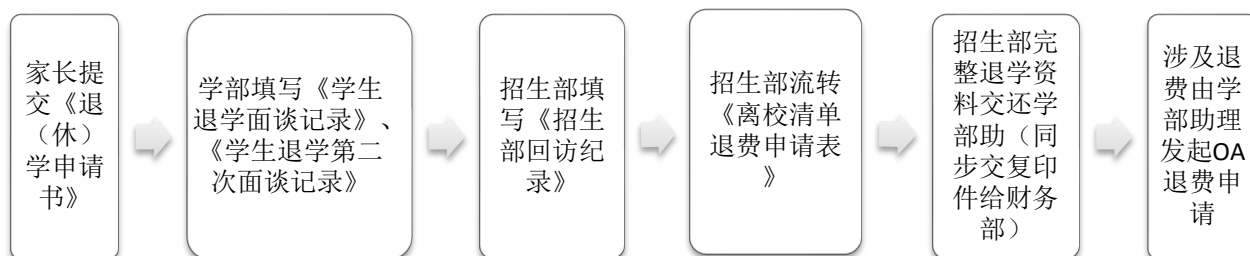 家长提
交《退
（休）
学申请
书》
学部填写《学生
退学面谈记录》、
《学生退学第二
次面谈记录》
招生部填
写《招生
部回访纪
录》
招生部流转
《离校清单
退费申请表
》
招生部完
整退学资
料交还学
部助（同
步交复印
件给财务
部）
涉及退
费由学
部助理
发起OA
退费申
请